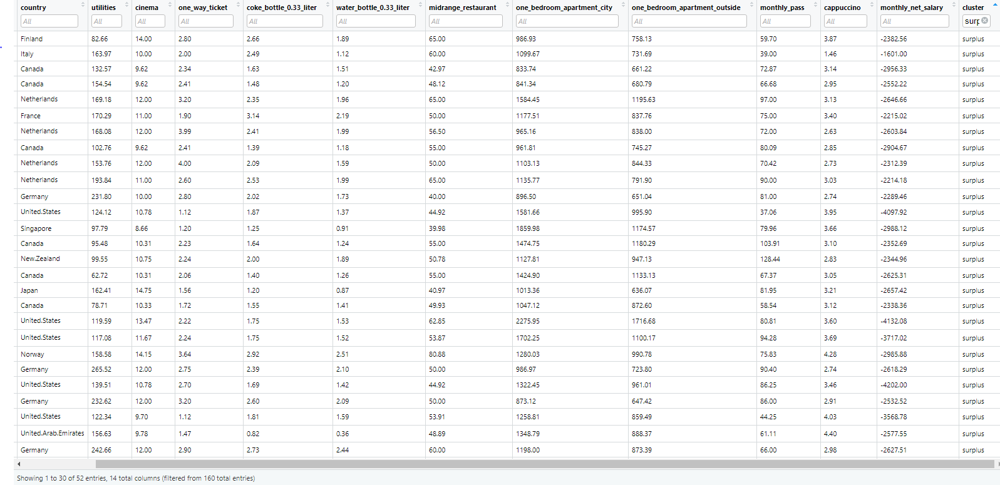 country utilities cinema one_way_ticket coke_bottle_0.33_liter water_bottle_0.33_liter midrange_restaurant one_bedroom_apartment_city one_bedroom_apartment_outside monthly_pass cappuccino monthly_net_salary cluster
All All All All All All All All All All All All surp
Finland 82.66 14.00 2.80 2.66 1.89 65.00 986.93 758.13 59.70 3.87 -2382.56 surplus
Italy 163.97 10.00 2.00 2.49 1.12 60.00 1099.67 731.69 39.00 1.46 -1601.00 surplus
Canada 132.57 9.62 2.34 1.63 1.51 42.97 833.74 661.22 72.87 3.14 -2956.33 surplus
Canada 154.54 9.62 2.41 1.48 1.20 48.12 841.34 680.79 66.68 2.95 -2552.22 surplus
Netherlands 169.18 12.00 3.20 2.35 1.96 65.00 1584.45 1195.63 97.00 3.13 -2646.66 surplus
France 170.29 11.00 1.90 3.14 2.19 50.00 1177.51 837.76 75.00 3.40 -2215.02 surplus
Netherlands 168.08 12.00 3.99 2.41 1.99 56.50 965.16 838.00 72.00 2.63 -2603.84 surplus
Canada 102.76 9.62 2.41 1.39 1.18 55.00 961.81 745.27 80.09 2.85 -2904.67 surplus
Netherlands 153.76 12.00 4.00 2.09 1.59 50.00 1103.13 844.33 70.42 2.73 -2312.39 surplus
Netherlands 193.84 11.00 2.60 2.53 1.99 65.00 1135.77 791.90 90.00 3.03 -2214.18 surplus
Germany 231.80 10.00 2.80 2.02 1.73 40.00 896.50 651.04 81.00 2.74 -2289.46 surplus
United.States 124.12 10.78 1.12 1.87 1.37 44.92 1581.66 995.90 37.06 3.95 -4097.92 surplus
Singapore 97.79 8.66 1.20 1.25 0.91 39.98 1859.98 1174.57 79.96 3.66 -2988.12 surplus
Canada 95.48 10.31 2.23 1.64 1.24 55.00 1474.75 1180.29 103.91 3.10 -2352.69 surplus
New.Zealand 99.55 10.75 2.24 2.00 1.89 50.78 1127.81 947.13 128.44 2.83 -2344.96 surplus
Canada 62.72 10.31 2.06 1.40 1.26 55.00 1424.90 1133.13 67.37 3.05 -2625.31 surplus
Japan 162.41 14.75 1.56 1.20 0.87 40.97 1013.36 636.07 81.95 3.21 -2657.42 surplus
Canada 78.71 10.33 1.72 1.55 1.41 49.93 1047.12 872.60 58.54 3.12 -2338.36 surplus
United.States 119.59 13.47 2.22 1.75 1.53 62.85 2275.95 1716.68 80.81 3.60 -4132.08 surplus
United.States 117.08 11.67 2.24 1.75 1.52 53.87 1702.25 1100.17 94.28 3.69 -3717.02 surplus
Norway 158.58 14.15 3.64 2.92 2.51 80.88 1280.03 990.78 75.83 4.28 -2985.88 surplus
Germany 265.52 12.00 2.75 2.39 2.10 50.00 986.97 723.80 90.40 2.74 -2618.29 surplus
United.States 139.51 10.78 2.70 1.69 1.42 44.92 1322.45 961.01 86.25 3.46 -4202.00 surplus
Germany 232.62 12.00 3.20 2.60 2.09 50.00 873.12 647.42 86.00 2.91 -2532.52 surplus
United.States 122.34 9.70 1.12 1.81 1.59 53.91 1258.81 859.49 44.25 4.03 -3568.78 surplus
United.Arab.Emirates 156.63 9.78 1.47 0.82 0.36 48.89 1348.79 888.37 61.11 4.40 -2577.55 surplus
Germany 242.66 12.00 2.90 2.73 2.44 60.00 1198.00 873.39 66.00 2.98 -2627.51 surplus
Showing 1 to 30 of 52 entries, 14 total columns (filtered from 160 total entries)